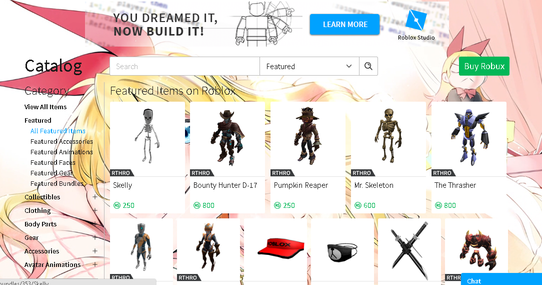 YOU DREAMED IT,
NOW BUILD IT!
LEARN MORE
Roblox Studio
Catalog
Search
Featured
Buy Robux
Category
Featured items on Roblox
View All Items
Featured
All Featured Items
Featured Accessories
Featured Animations
Featured Faces
Featured Gear
Featured Bundles
Collectibles
Clothing
Body Parts
Gear
Accessories +
Avatar Animations +
RTHRO
RTHRO
RTHRO
RTHRO
RTHRO
Skelly
Bounty Hunter D-17
Pumpkin Reaper
Mr. Skeleton
The Thrasher
250
800
250
600
800
RTHRO
RTHRO
RTHRO
Chat